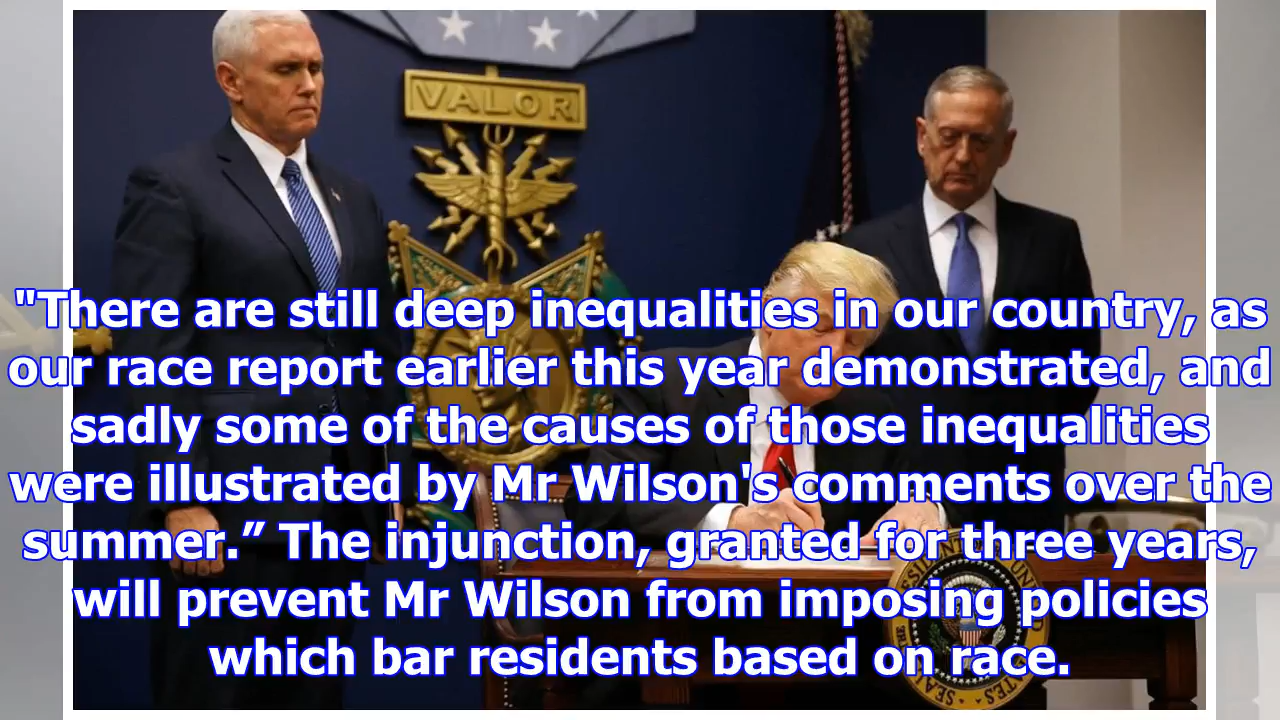 VALOR
"There are still deep inequalities in our country, as
our race report earlier this year demonstrated, and
sadly some of the causes of those inequalities
were illustrated by Mr Wilson's comments over the
summer.” The injunction, granted for three years,
will prevent Mr Wilson from imposing policies
which bar residents based on race.